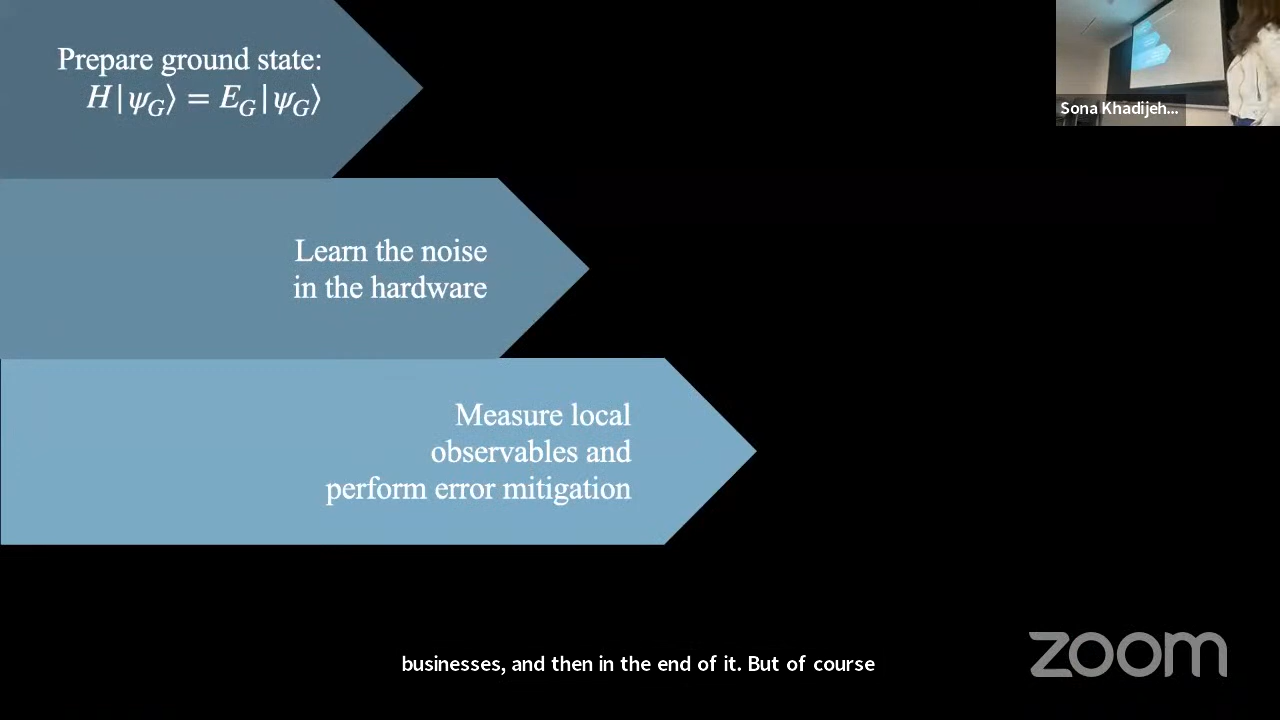 Prepare ground state:
H|ψ_G⟩ = E_G|ψ_G⟩
Sona Khadijeh...
Learn the noise
in the hardware
Measure local
observables and
perform error mitigation
businesses, and then in the end of it. But of course
zoom